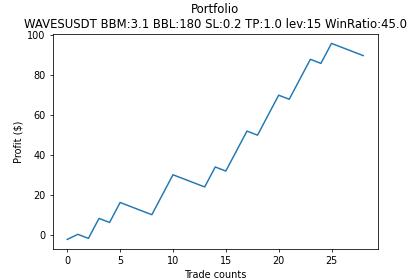 Portfolio
WAVESUSDT BBM:3.1 BBL:180 SL:0.2 TP:1.0 lev:15 WinRatio:45.0
100
80
60
40
20
0
Profit ($)
0 5 10 15 20 25
Trade counts